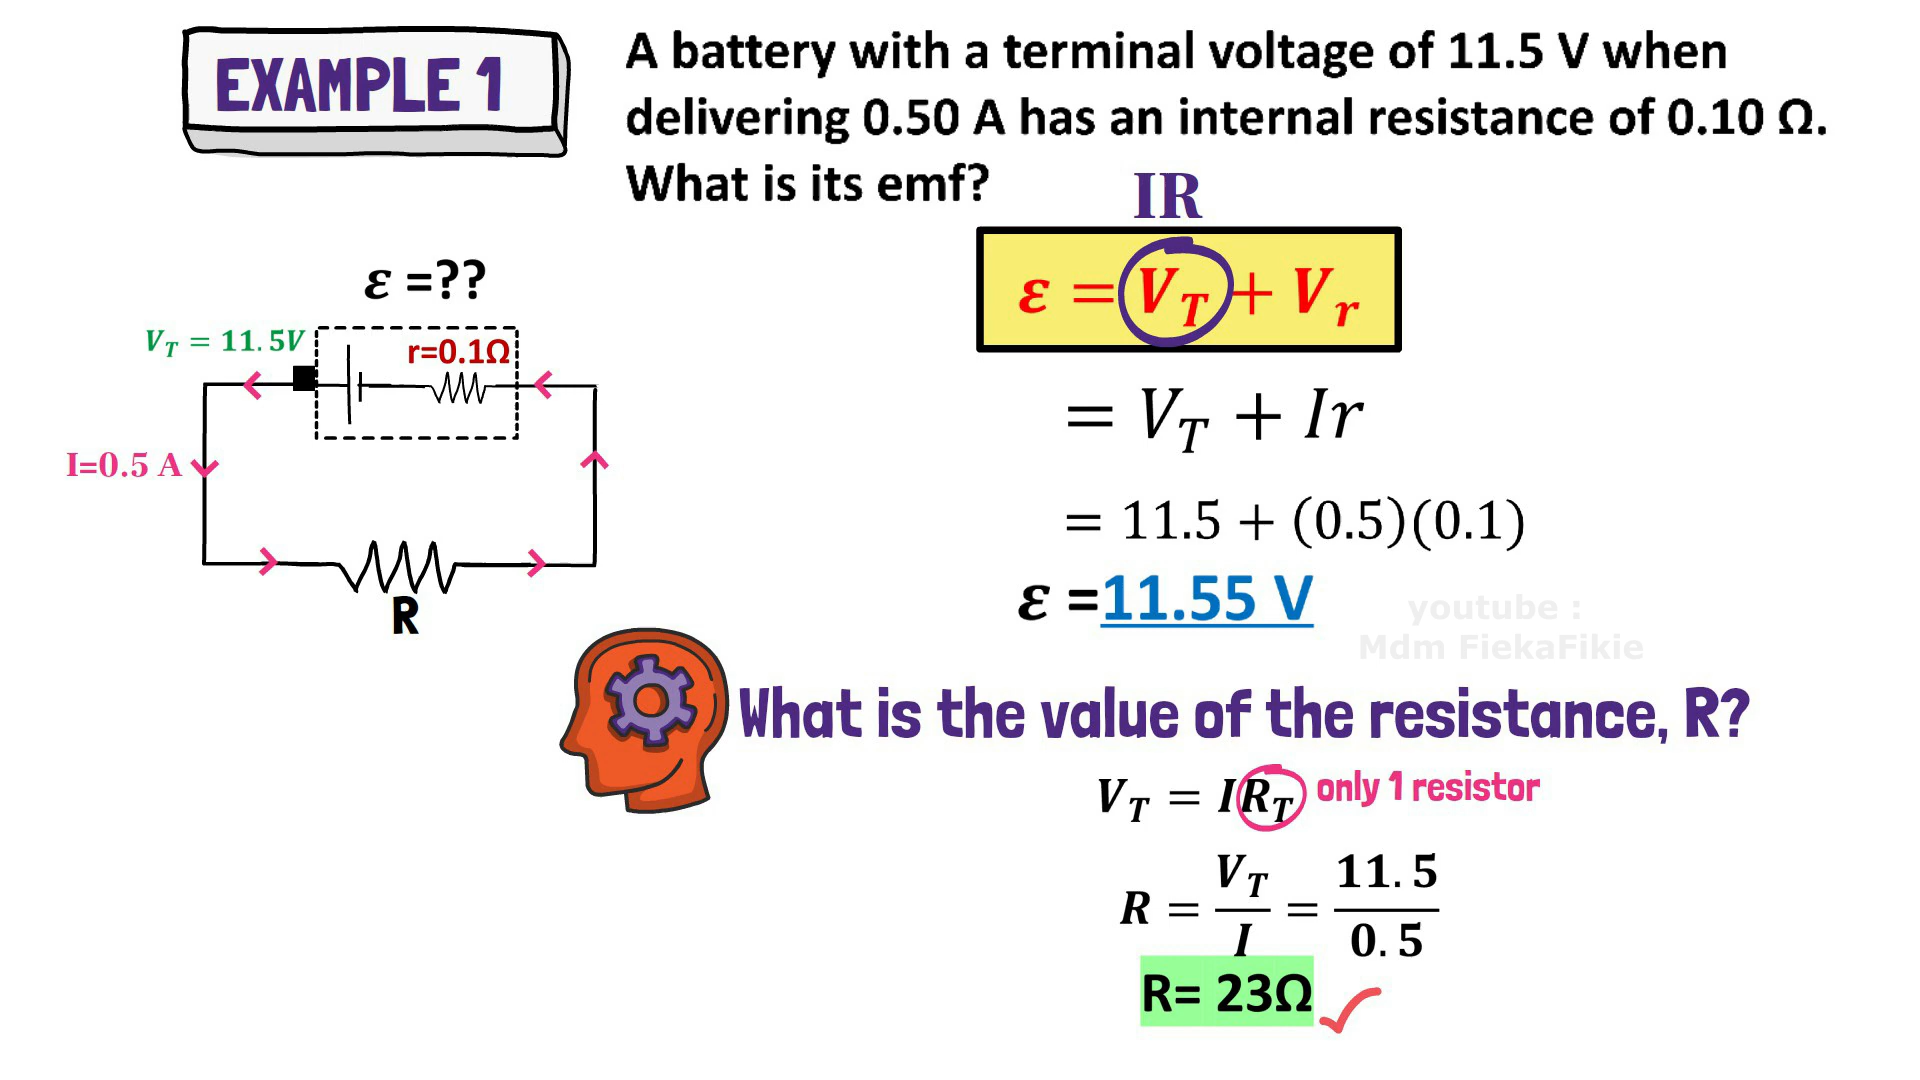 EXAMPLE 1
A battery with a terminal voltage of 11.5 V when
delivering 0.50 A has an internal resistance of 0.10 Ω.
What is its emf?
IR
ε = V_T + V_r
ε =??
V_T = 11.5V
r=0.1Ω
I=0.5 A
R
= V_T + Ir
= 11.5 + (0.5)(0.1)
ε =11.55 V
youtube :
Mdm FiekaFikie
What is the value of the resistance, R?
V_T = IR_T only 1 resistor
R = V_T / I = 11.5 / 0.5
R= 23Ω